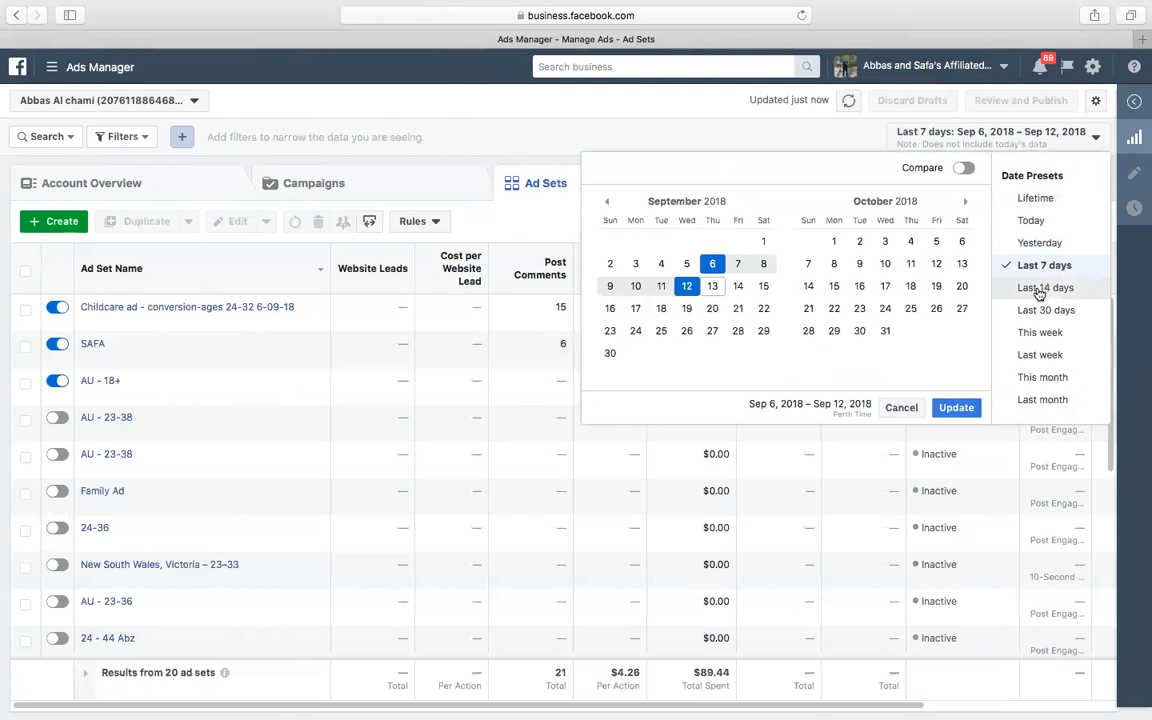 business.facebook.com
Ads Manager - Manage Ads - Ad Sets
Ads Manager
Search business
Abbas and Safa's Affiliated...
89
Abbas Al chami (207611886468...
Updated just now
Discard Drafts
Review and Publish
Search
Filters
Add filters to narrow the data you are seeing.
Last 7 days: Sep 6, 2018 – Sep 12, 2018
Note: Does not include today's data
Account Overview
Campaigns
Ad Sets
Create
Duplicate
Edit
Rules
Compare
September 2018
October 2018
Sun Mon Tue Wed Thu Fri Sat
Sun Mon Tue Wed Thu Fri Sat
1
1 2 3 4 5 6
2 3 4 5 6 7 8
7 8 9 10 11 12 13
9 10 11 12 13 14 15
14 15 16 17 18 19 20
16 17 18 19 20 21 22
21 22 23 24 25 26 27
23 24 25 26 27 28 29
28 29 30 31
30
Sep 6, 2018 – Sep 12, 2018
Perth Time
Cancel
Update
Date Presets
Lifetime
Today
Yesterday
Last 7 days
Last 14 days
Last 30 days
This week
Last week
This month
Last month
Ad Set Name
Website Leads
Cost per
Website
Lead
Post
Comments
Childcare ad - conversion-ages 24-32 6-09-18 — — 15
SAFA — — 6
AU - 18+ — — —
AU - 23-38 — — —
Post Engag...
AU - 23-38 — — — — $0.00 — — Inactive —
Post Engag...
Family Ad — — — — $0.00 — — Inactive —
Post Engag...
24-36 — — — — $0.00 — — Inactive —
Post Engag...
New South Wales, Victoria – 23–33 — — — — $0.00 — — Inactive —
10-Second ...
AU - 23-36 — — — — $0.00 — — Inactive —
Post Engag...
24 - 44 Abz — — — — $0.00 — — Inactive —
Post Engag...
Results from 20 ad sets — — 21 $4.26 $89.44 — — —
Total Per Action Total Per Action Total Spent Total Total